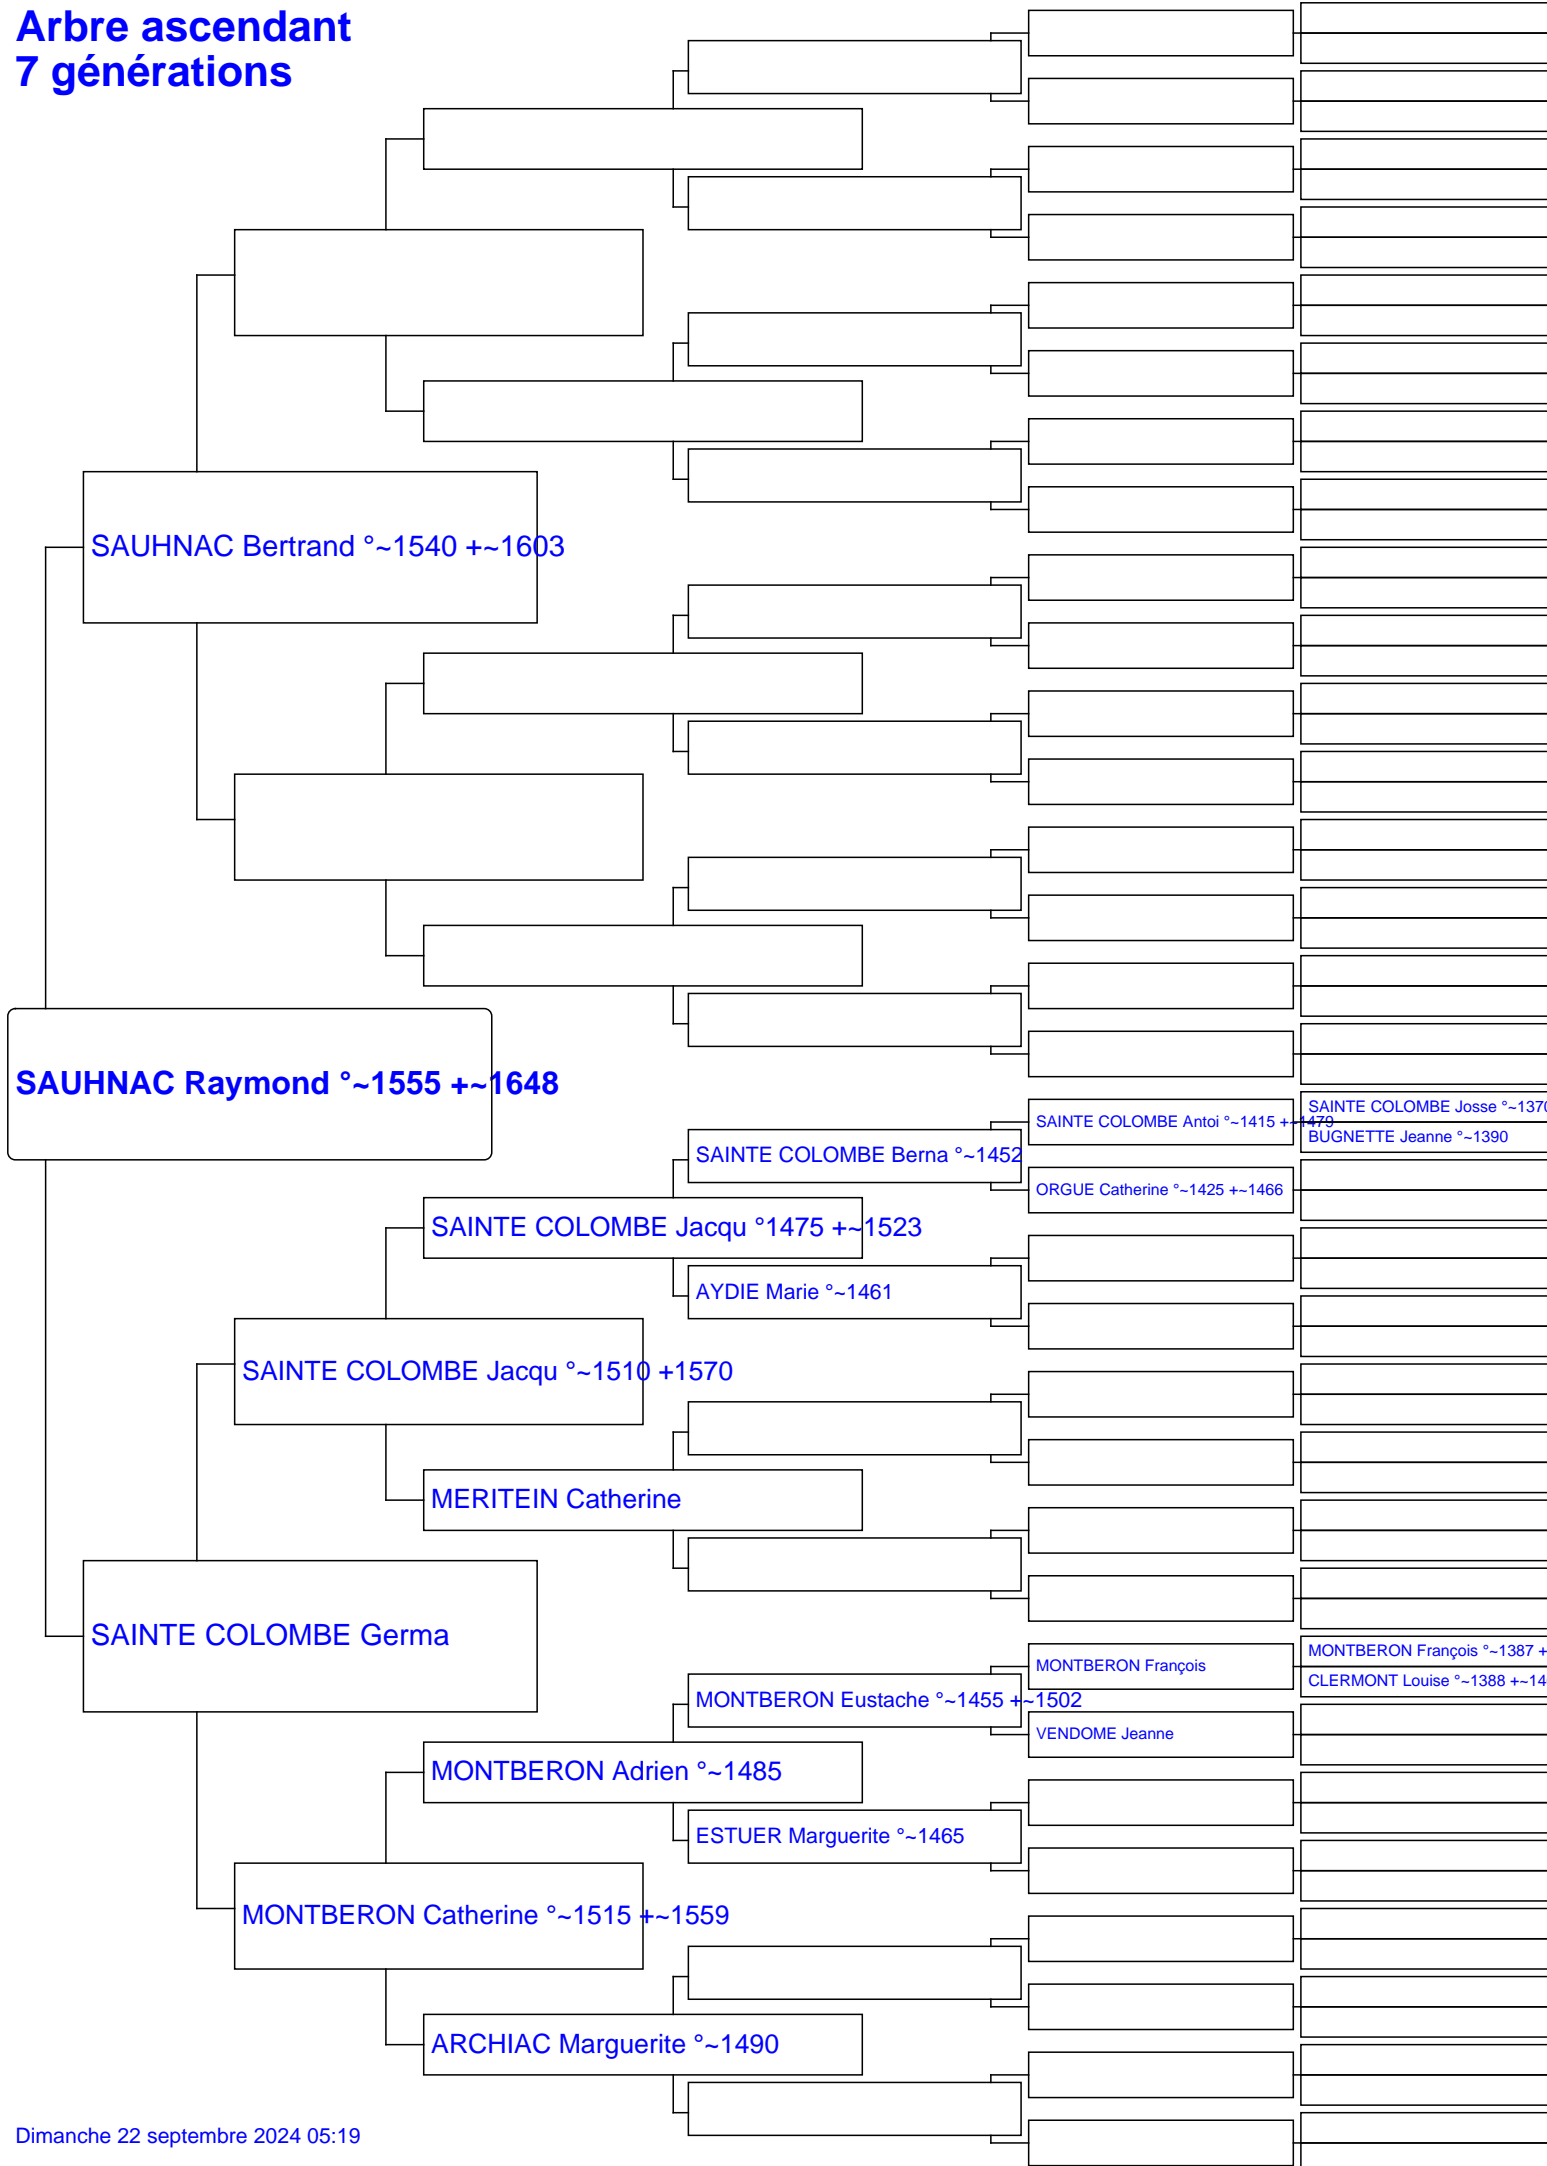 Arbre ascendant
7 générations
SAUHNAC Bertrand °~1540 +~1603
SAUHNAC Raymond °~1555 +~1648
SAINTE COLOMBE Antoi °~1415 +~1479
SAINTE COLOMBE Josse °~1370
BUGNETTE Jeanne °~1390
SAINTE COLOMBE Berna °~1452
ORGUE Catherine °~1425 +~1466
SAINTE COLOMBE Jacqu °1475 +~1523
AYDIE Marie °~1461
SAINTE COLOMBE Jacqu °~1510 +1570
MERITEIN Catherine
SAINTE COLOMBE Germa
MONTBERON François
MONTBERON François °~1387 +
CLERMONT Louise °~1388 +~14
MONTBERON Eustache °~1455 +~1502
VENDOME Jeanne
MONTBERON Adrien °~1485
ESTUER Marguerite °~1465
MONTBERON Catherine °~1515 +~1559
ARCHIAC Marguerite °~1490
Dimanche 22 septembre 2024 05:19